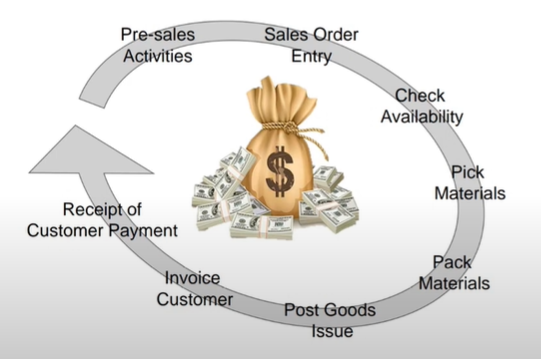 Pre-sales
Activities
Sales Order
Entry
Check
Availability
Pick
Materials
Pack
Materials
Post Goods
Issue
Invoice
Customer
Receipt of
Customer Payment
$